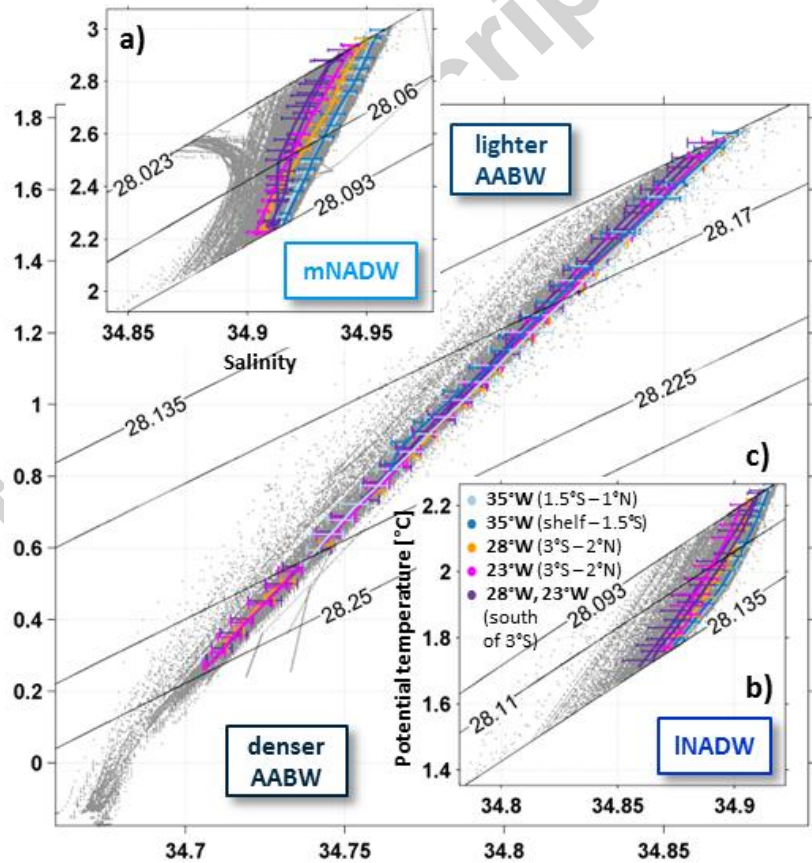 crip
a)
3
2.8
2.6
2.4
2.2
2
28.023
28.06
28.093
mNADW
34.85
34.9
34.95
Salinity
lighter
AABW
1.8
1.6
1.4
1.2
1
0.8
0.6
0.4
0.2
0
28.17
28.135
28.225
28.25
denser
AABW
c)
35°W (1.5°S–1°N)
35°W (shelf–1.5°S)
28°W (3°S–2°N)
23°W (3°S–2°N)
28°W, 23°W
(south
of 3°S)
Potential temperature [°C]
2.2
2
1.8
1.6
1.4
28.093
28.135
28.11
b)
lNADW
34.8
34.85
34.9
34.7
34.75
34.8
34.85